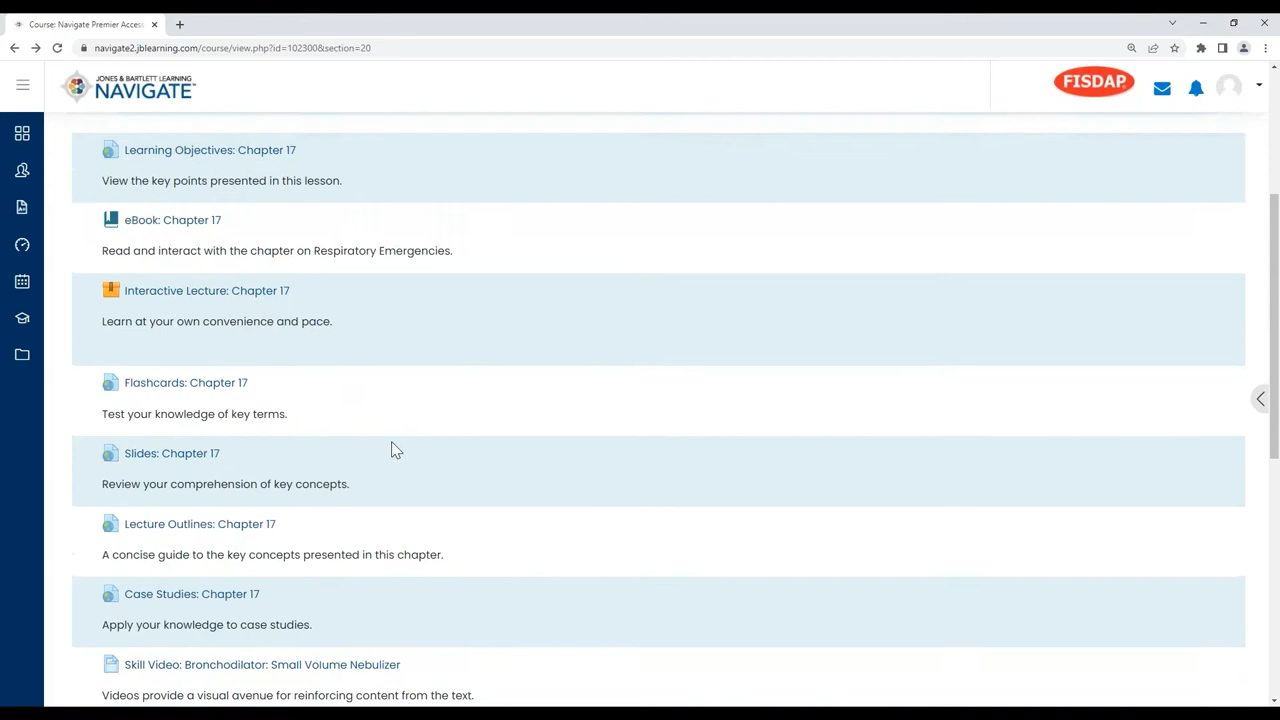 Course: Navigate Premier Access
navigate2.jblearning.com/course/view.php?id=102300&section=20
JONES & BARTLETT LEARNING
NAVIGATE™
FISDAP
Learning Objectives: Chapter 17
View the key points presented in this lesson.
eBook: Chapter 17
Read and interact with the chapter on Respiratory Emergencies.
Interactive Lecture: Chapter 17
Learn at your own convenience and pace.
Flashcards: Chapter 17
Test your knowledge of key terms.
Slides: Chapter 17
Review your comprehension of key concepts.
Lecture Outlines: Chapter 17
A concise guide to the key concepts presented in this chapter.
Case Studies: Chapter 17
Apply your knowledge to case studies.
Skill Video: Bronchodilator: Small Volume Nebulizer
Videos provide a visual avenue for reinforcing content from the text.